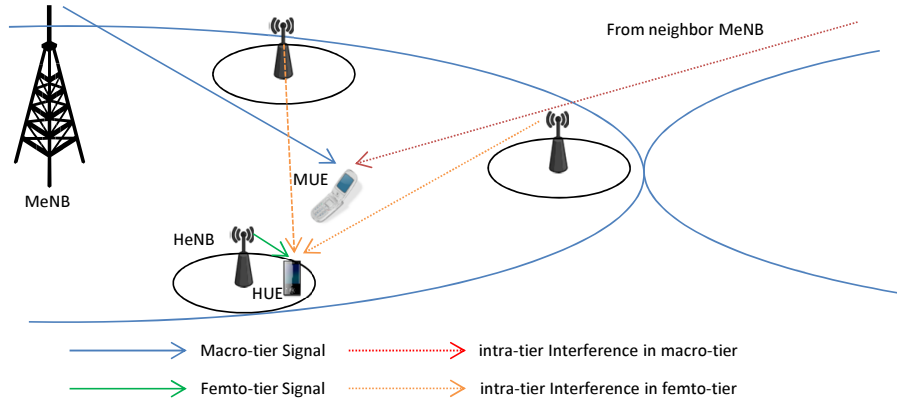 From neighbor MeNB
MUE
MeNB
HeNB
HUE
Macro-tier Signal
intra-tier Interference in macro-tier
Femto-tier Signal
intra-tier Interference in femto-tier